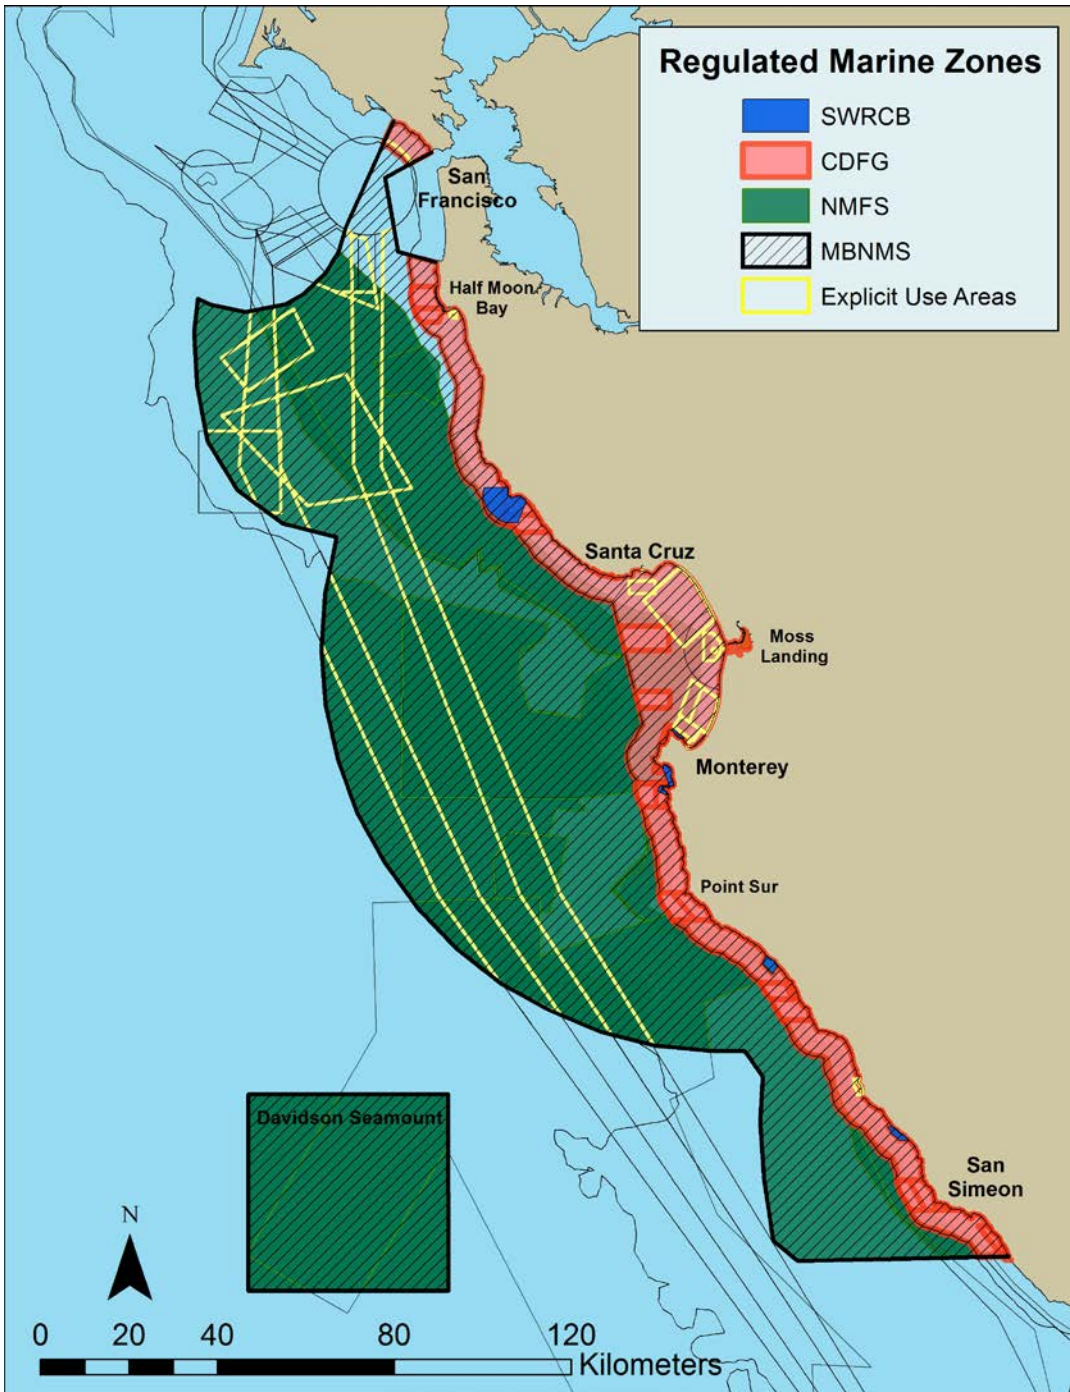 Regulated Marine Zones
SWRCB
CDFG
NMFS
MBNMS
Explicit Use Areas
San
Francisco
Half Moon
Bay
Santa Cruz
Moss
Landing
Monterey
Point Sur
Davidson Seamount
San
Simeon
N
0 20 40 80 120
Kilometers